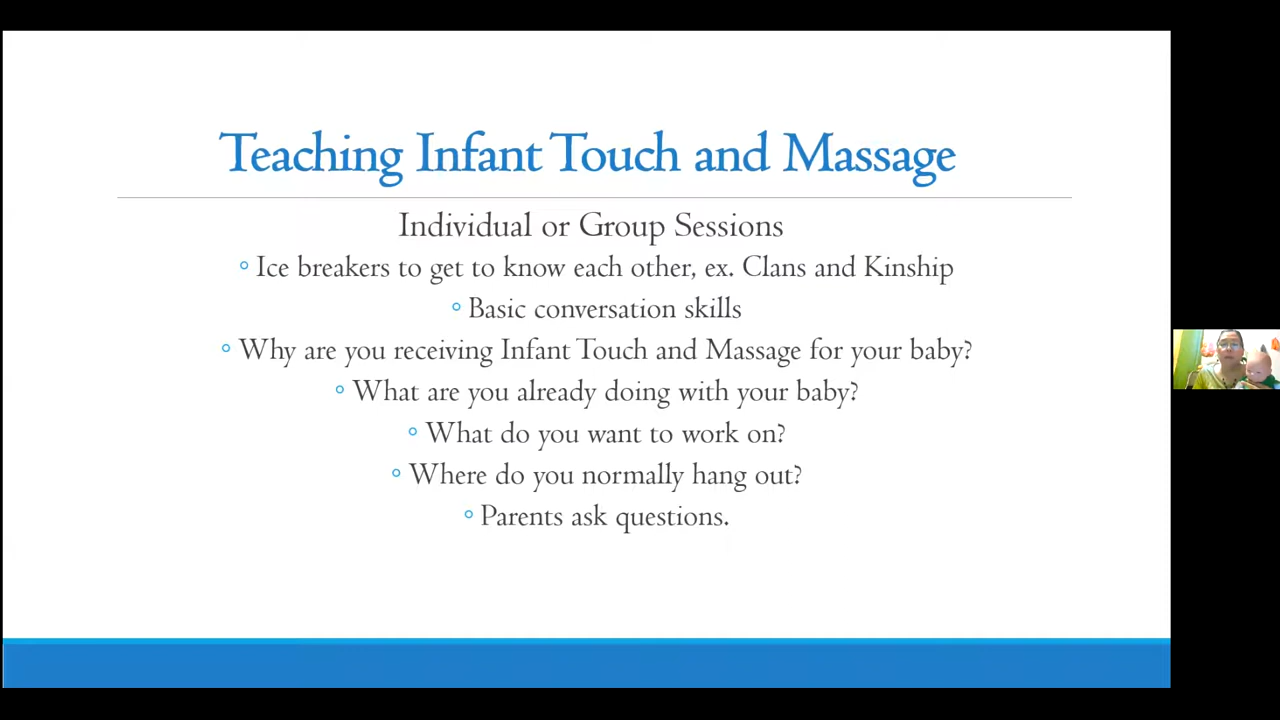 Teaching Infant Touch and Massage
Individual or Group Sessions
◦ Ice breakers to get to know each other, ex. Clans and Kinship
◦ Basic conversation skills
◦ Why are you receiving Infant Touch and Massage for your baby?
◦ What are you already doing with your baby?
◦ What do you want to work on?
◦ Where do you normally hang out?
◦ Parents ask questions.